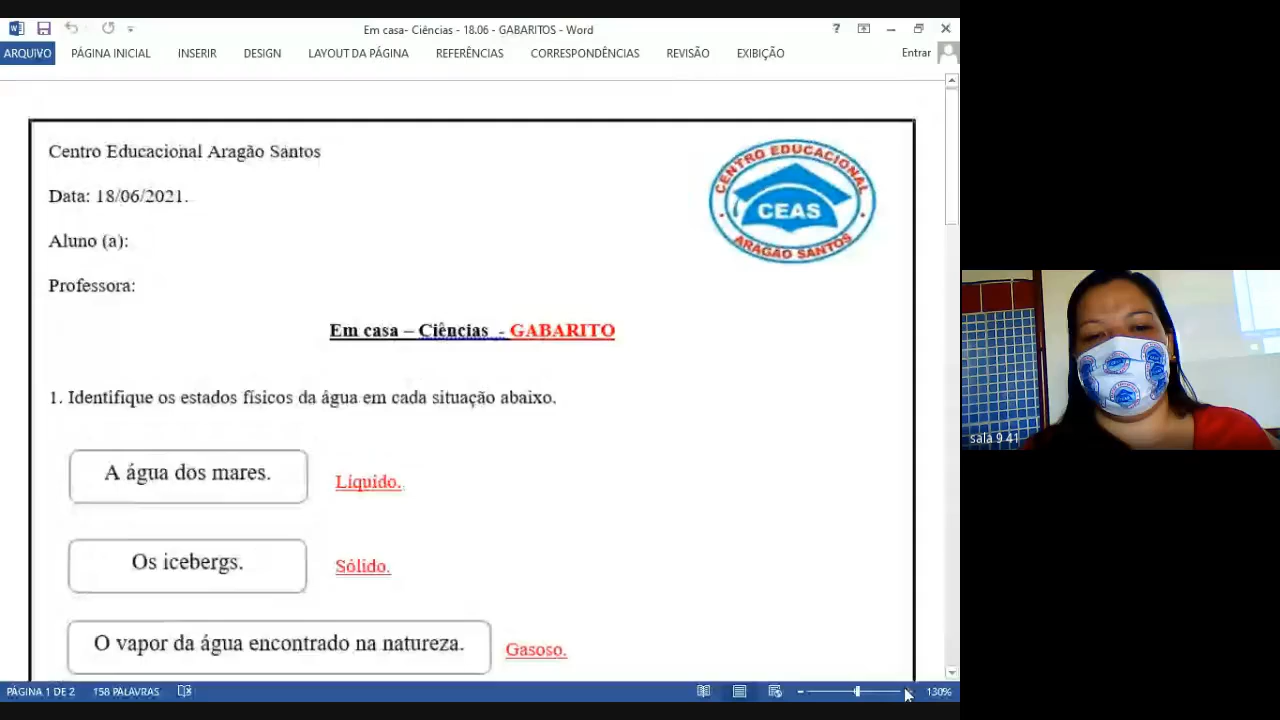 Em casa- Ciências - 18.06 - GABARITOS - Word
ARQUIVO PÁGINA INICIAL INSERIR DESIGN LAYOUT DA PÁGINA REFERÊNCIAS CORRESPONDÊNCIAS REVISÃO EXIBIÇÃO Entrar
Centro Educacional Aragão Santos
CENTRO EDUCACIONAL
CEAS
ARAGÃO SANTOS
Data: 18/06/2021.
Aluno (a):
Professora:
Em casa – Ciências - GABARITO
1. Identifique os estados físicos da água em cada situação abaixo.
A água dos mares. Líquido.
Os icebergs. Sólido.
O vapor da água encontrado na natureza. Gasoso.
sala 9 41
PÁGINA 1 DE 2 158 PALAVRAS 130%